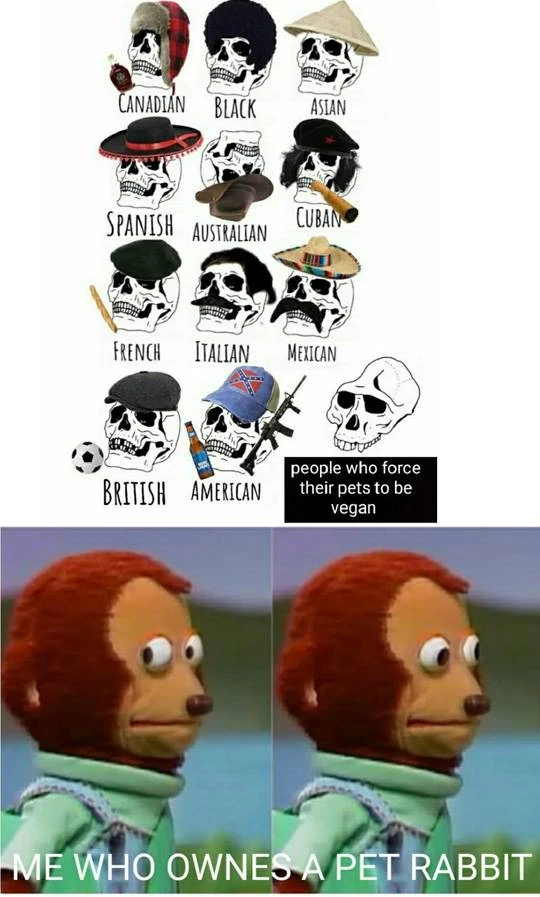 CANADIAN BLACK ASIAN
SPANISH AUSTRALIAN CUBAN
FRENCH ITALIAN MEXICAN
BRITISH AMERICAN
people who force
their pets to be
vegan
ME WHO OWNES A PET RABBIT